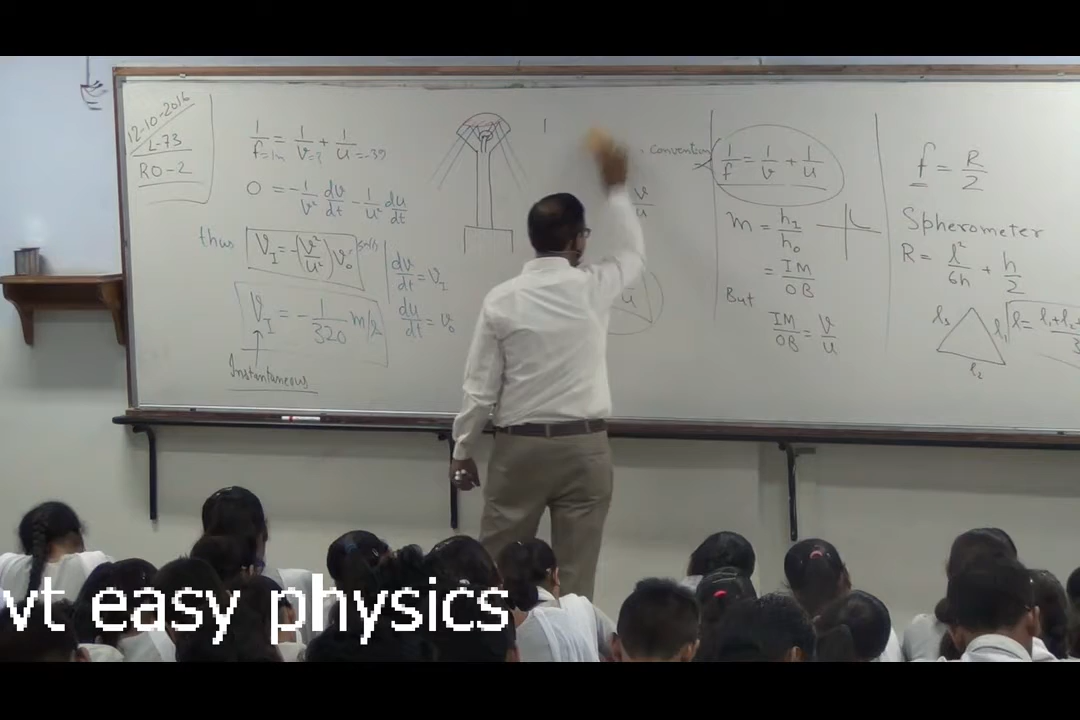 12-10-2016
L-73
RO-2
1/f = 1/v + 1/u
f=1m v=? u=-39
0 = -1/v² dv/dt - 1/u² du/dt
thus V_I = -(v²/u²) v₀
dv/dt = v_I
du/dt = v₀
V_I = -1/320 m/s
Instantaneous
convention
v/u
u
1/f = 1/v + 1/u
m = h₂/h₀
= IM/OB
But
IM/OB = v/u
f = R/2
Spherometer
R = l²/6h + h/2
l₃ l₁ l = l₁+l₂
3
l₂
vt easy physics